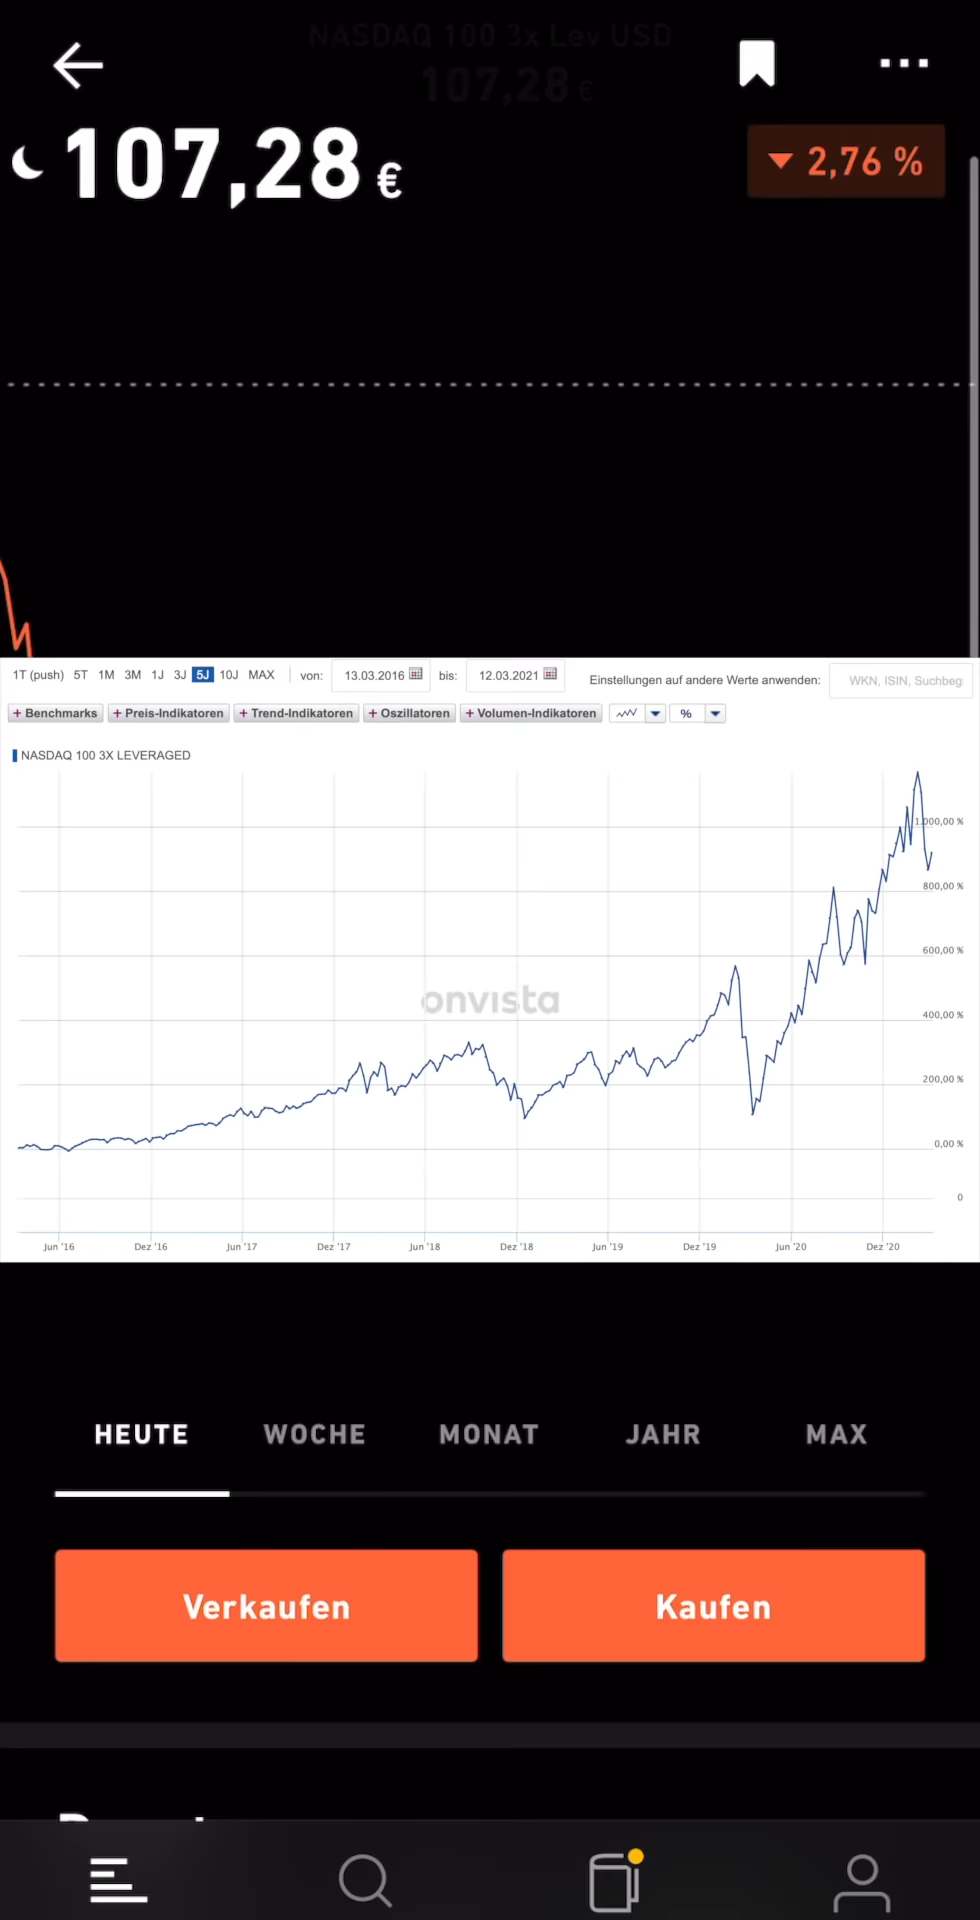 NASDAQ 100 3x Lev USD
107,28 €
107,28 €
2,76 %
1T (push) 5T 1M 3M 1J 3J 5J 10J MAX von: 13.03.2016 bis: 12.03.2021 Einstellungen auf andere Werte anwenden: WKN, ISIN, Suchbeg
+ Benchmarks + Preis-Indikatoren + Trend-Indikatoren + Oszillatoren + Volumen-Indikatoren %
NASDAQ 100 3X LEVERAGED
1.000,00 %
800,00 %
600,00 %
onvista
400,00 %
200,00 %
0,00 %
0
Jun '16 Dez '16 Jun '17 Dez '17 Jun '18 Dez '18 Jun '19 Dez '19 Jun '20 Dez '20
HEUTE WOCHE MONAT JAHR MAX
Verkaufen Kaufen